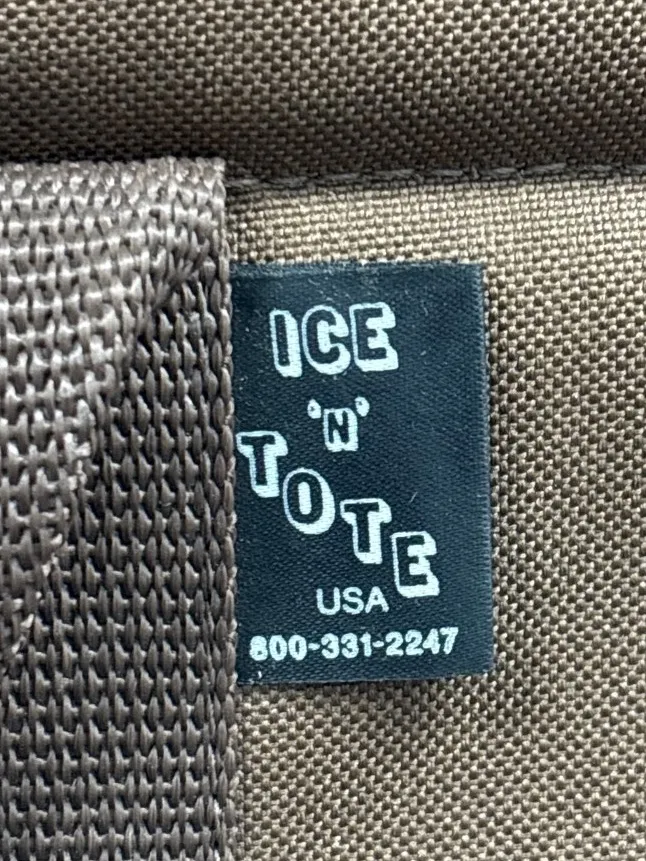 ICE
'N'
TOTE
USA
800-331-2247